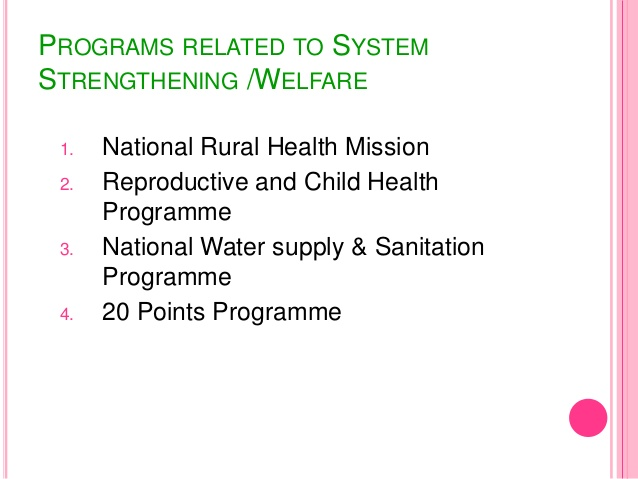 PROGRAMS RELATED TO SYSTEM
STRENGTHENING /WELFARE
1. National Rural Health Mission
2. Reproductive and Child Health
Programme
3. National Water supply & Sanitation
Programme
4. 20 Points Programme